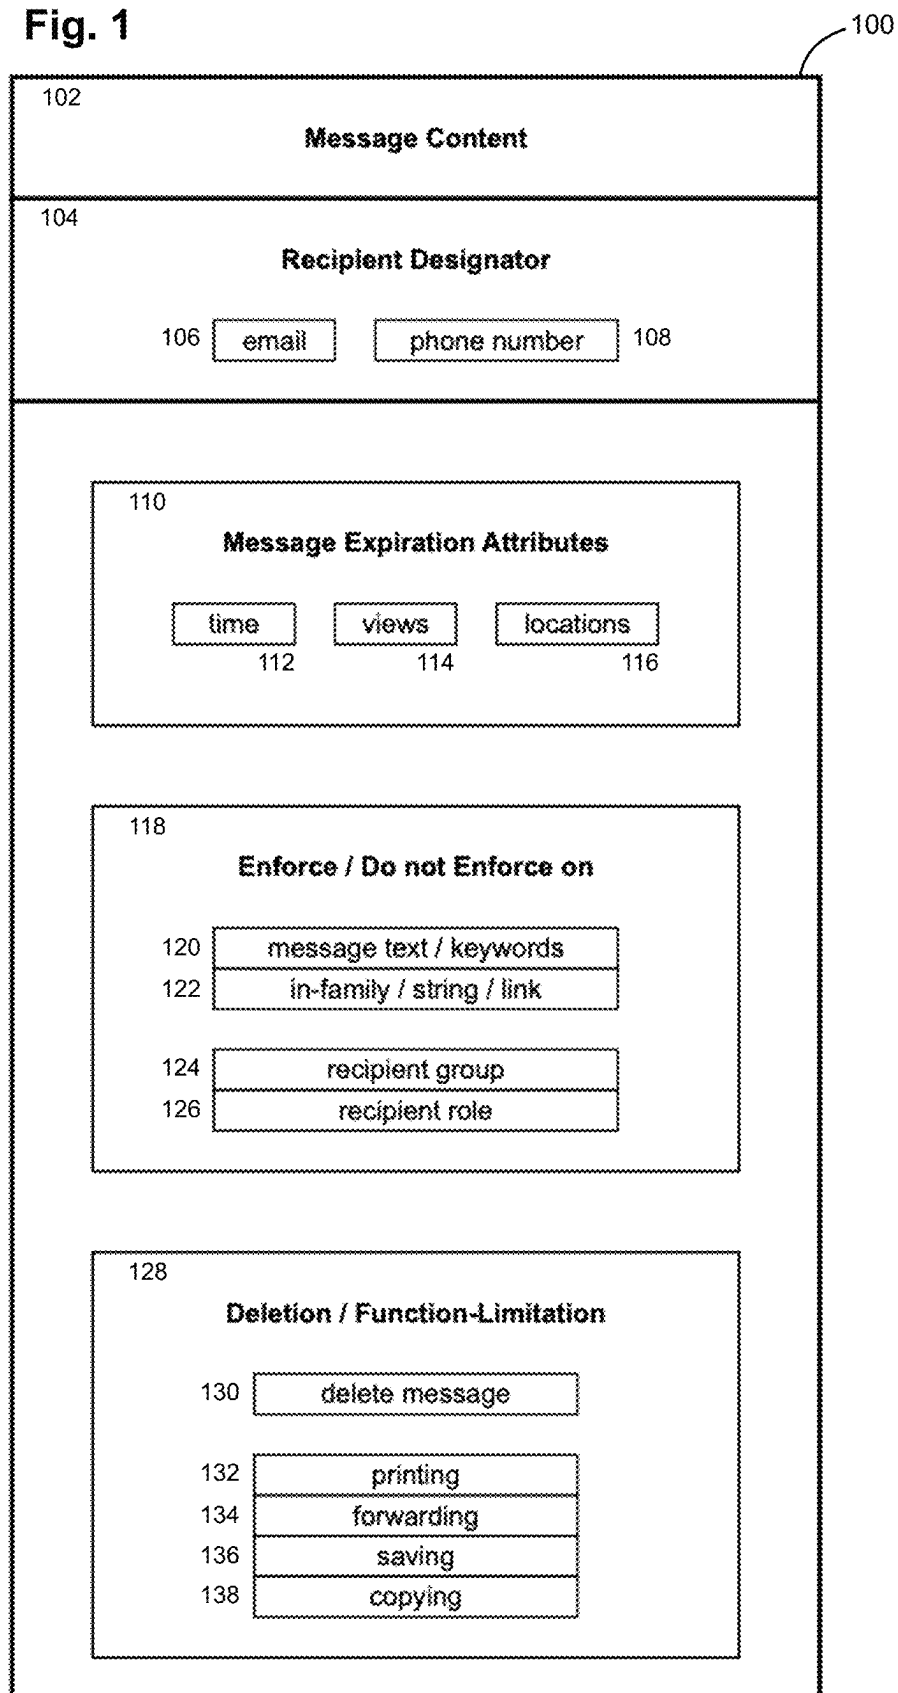 Fig. 1
100
102
Message Content
104
Recipient Designator
106 email phone number 108
110
Message Expiration Attributes
time views locations
112 114 116
118
Enforce / Do not Enforce on
120 message text / keywords
122 in-family / string / link
124 recipient group
126 recipient role
128
Deletion / Function-Limitation
130 delete message
132 printing
134 forwarding
136 saving
138 copying